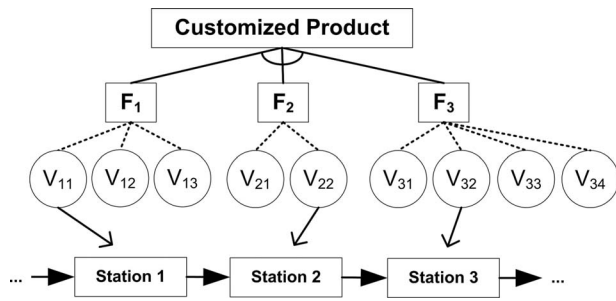 Customized Product
F1 F2 F3
V11 V12 V13 V21 V22 V31 V32 V33 V34
... Station 1 Station 2 Station 3 ...